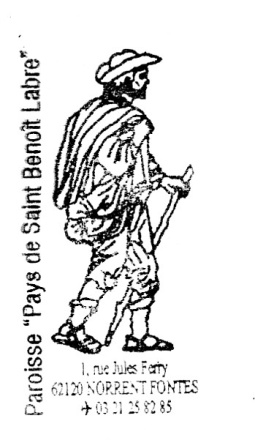 Paroisse "Pays de Saint Benoît Labre"
1, rue Jules Ferry
62120 NORRENT FONTES
✈ 03 21 25 82 85